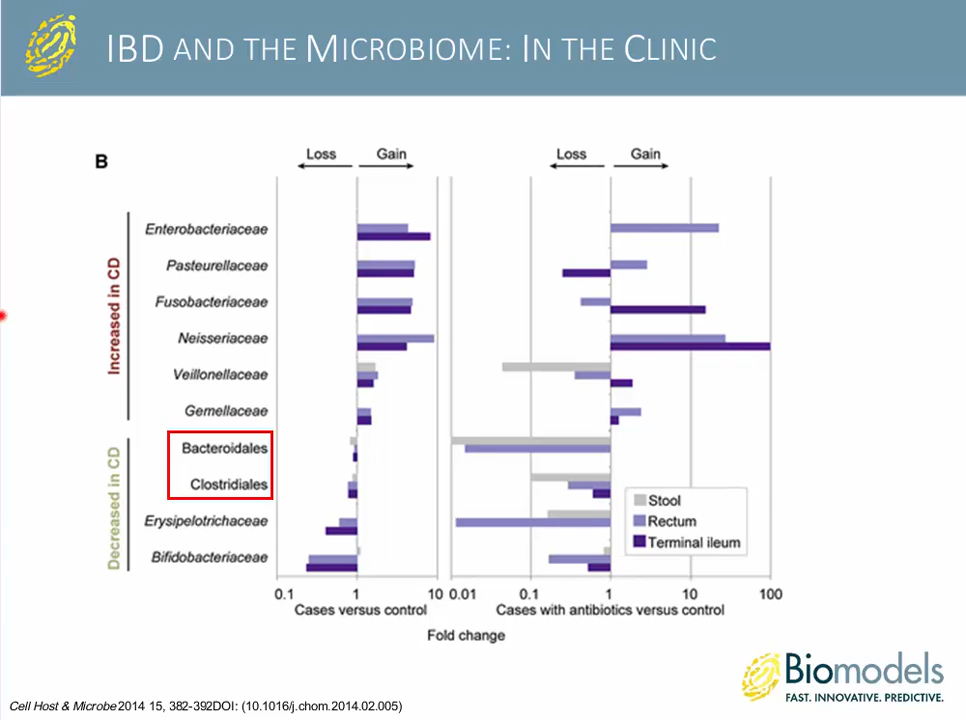 IBD AND THE MICROBIOME: IN THE CLINIC
B
Loss Gain
Loss Gain
Increased in CD
Enterobacteriaceae
Pasteurellaceae
Fusobacteriaceae
Neisseriaceae
Veillonellaceae
Gemellaceae
Decreased in CD
Bacteroidales
Clostridiales
Erysipelotrichaceae
Bifidobacteriaceae
Stool
Rectum
Terminal ileum
0.1 1 10 0.01 0.1 1 10 100
Cases versus control Cases with antibiotics versus control
Fold change
Biomodels
FAST. INNOVATIVE. PREDICTIVE.
Cell Host & Microbe 2014 15, 382-392DOI: (10.1016/j.chom.2014.02.005)